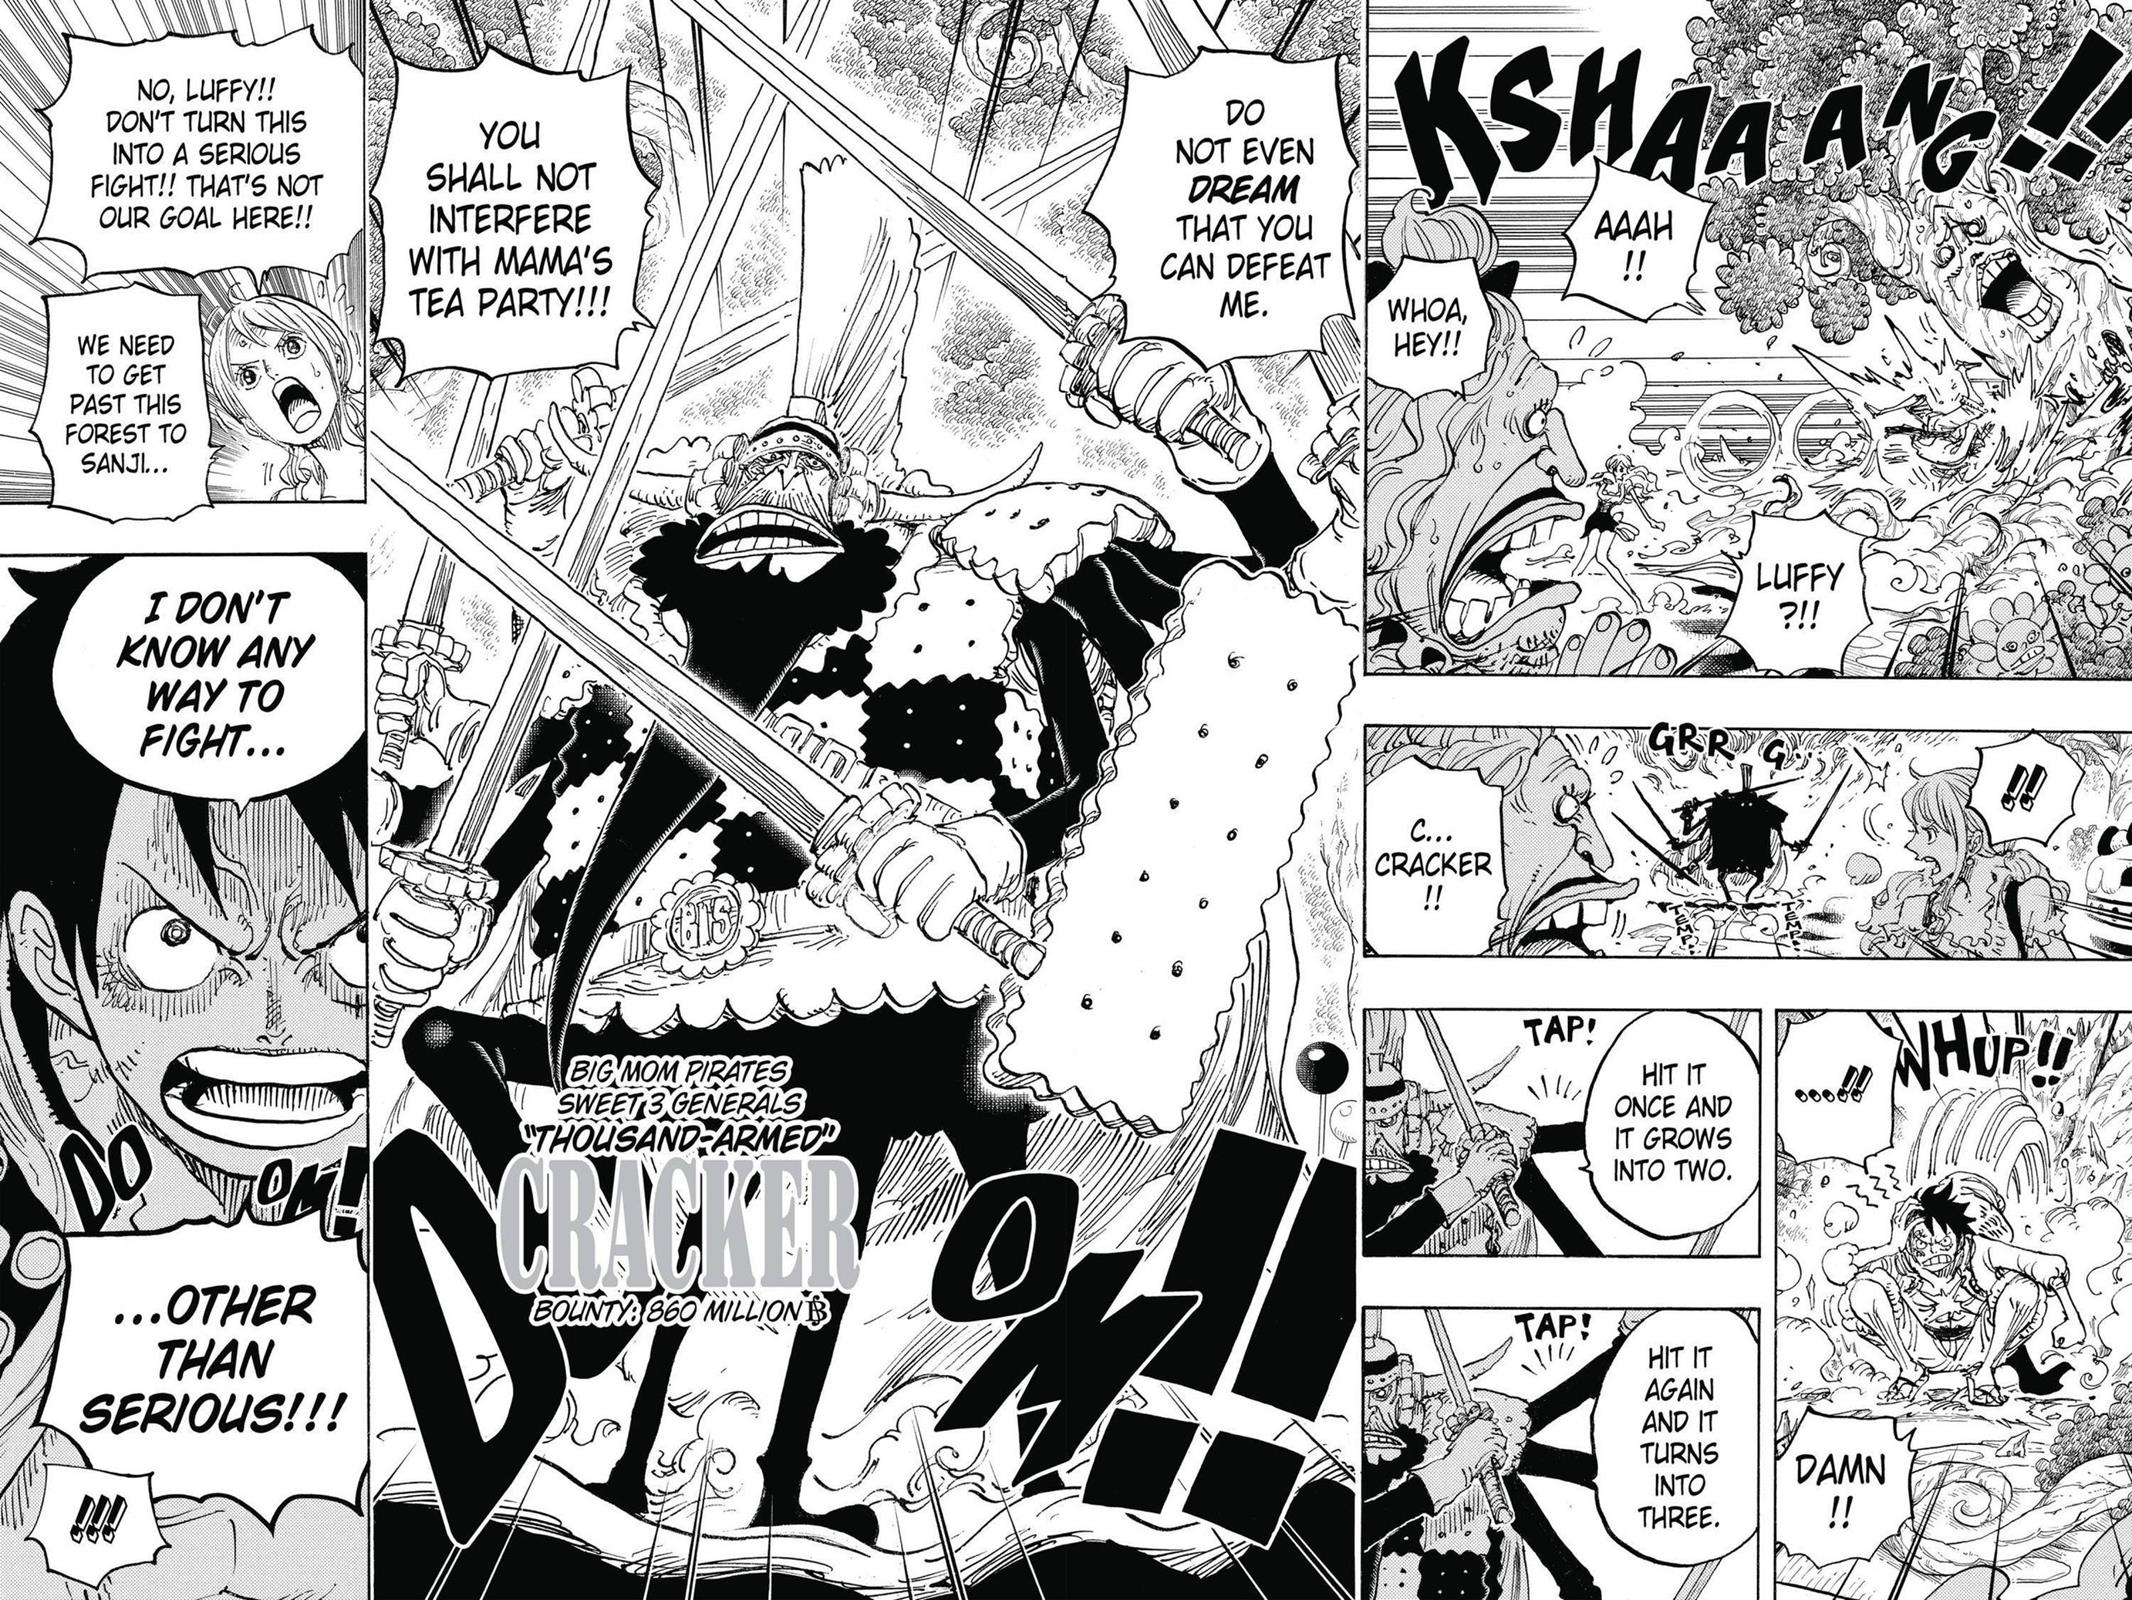 KSHAAAANG!!
AAAH
!!
WHOA,
HEY!!
LUFFY
?!!
GRR G...
!!
C...
CRACKER
!!
TEMP!
TEMP!
WHUP!!
.....!!
DAMN
!!
TAP!
HIT IT
ONCE AND
IT GROWS
INTO TWO.
TAP!
HIT IT
AGAIN
AND IT
TURNS
INTO
THREE.
DO
NOT EVEN
DREAM
THAT YOU
CAN DEFEAT
ME.
YOU
SHALL NOT
INTERFERE
WITH MAMA'S
TEA PARTY!!!
BIG MOM PIRATES
SWEET 3 GENERALS
"THOUSAND-ARMED"
CRACKER
BOUNTY: 860 MILLION฿
DOOM!!
NO, LUFFY!!
DON'T TURN THIS
INTO A SERIOUS
FIGHT!! THAT'S NOT
OUR GOAL HERE!!
WE NEED
TO GET
PAST THIS
FOREST TO
SANJI...
I DON'T
KNOW ANY
WAY TO
FIGHT...
DOOM!
...OTHER
THAN
SERIOUS!!!
!!!!